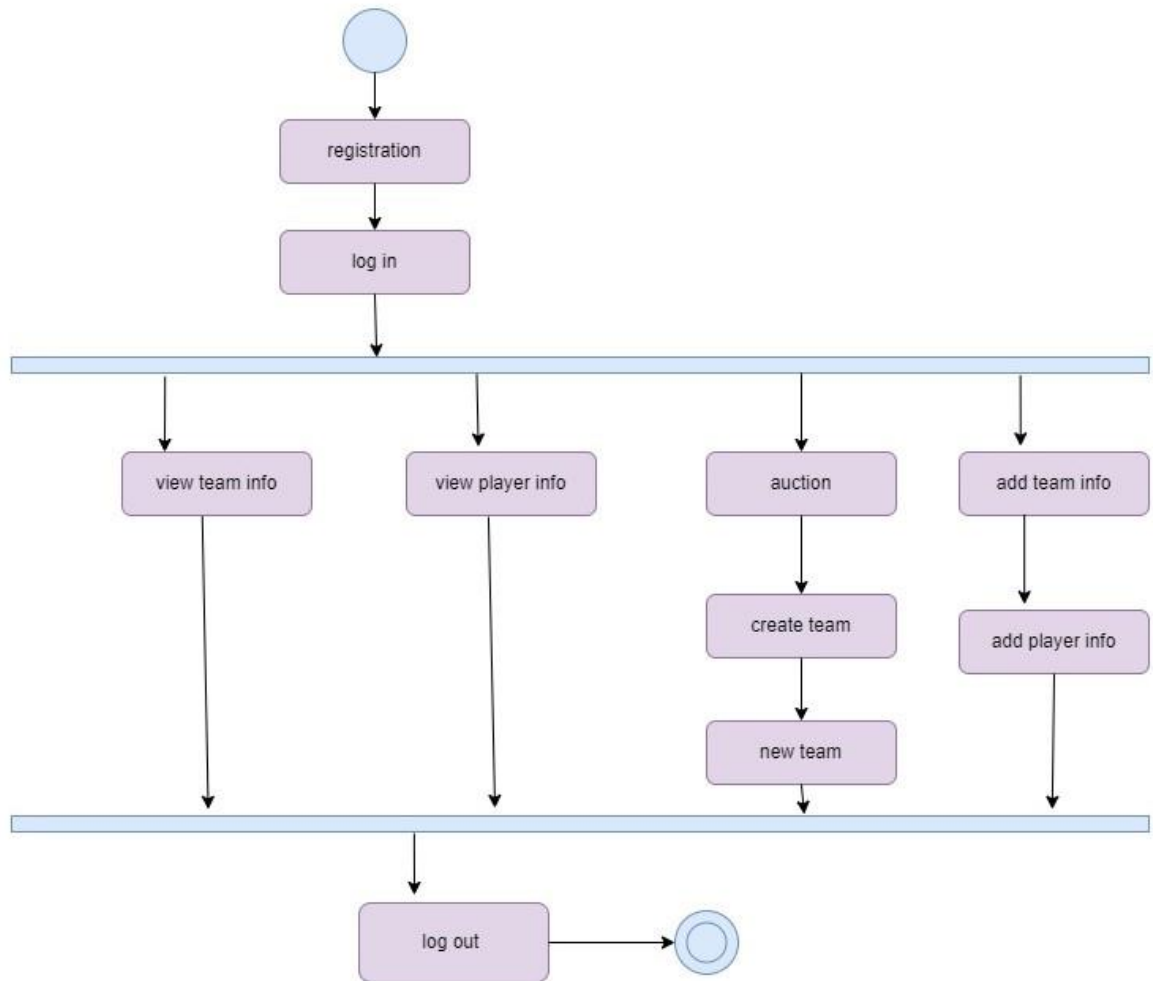 registration
log in
view team info
view player info
auction
add team info
create team
add player info
new team
log out